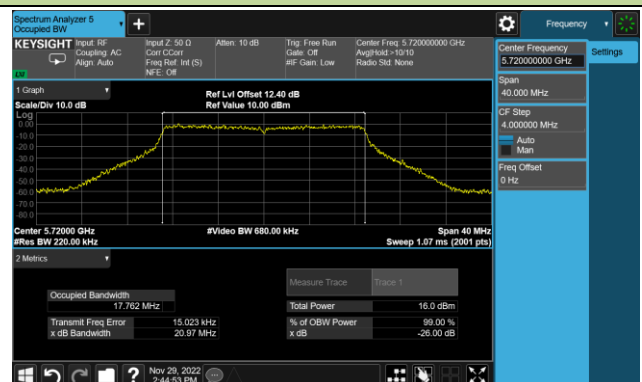 Spectrum Analyzer 5
Occupied BW
Frequency
KEYSIGHT
Input: RF
Coupling: AC
Align: Auto
Input Z: 50 Ω
Corr CCorr
Freq Ref: Int (S)
NFE: Off
Atten: 10 dB
Trig: Free Run
Gate: Off
#IF Gain: Low
Center Freq: 5.720000000 GHz
Avg|Hold:>10/10
Radio Std: None
Center Frequency
5.720000000 GHz
Settings
Span
40.000 MHz
CF Step
4.000000 MHz
Auto
Man
Freq Offset
0 Hz
1 Graph
Scale/Div 10.0 dB
Ref Lvl Offset 12.40 dB
Ref Value 10.00 dBm
Log
0.00
-10.0
-20.0
-30.0
-40.0
-50.0
-60.0
-70.0
-80.0
Center 5.72000 GHz
#Res BW 220.00 kHz
#Video BW 680.00 kHz
Span 40 MHz
Sweep 1.07 ms (2001 pts)
2 Metrics
Measure Trace
Trace 1
Occupied Bandwidth
17.762 MHz
Total Power
16.0 dBm
Transmit Freq Error
15.023 kHz
% of OBW Power
99.00 %
x dB Bandwidth
20.97 MHz
x dB
-26.00 dB
Nov 29, 2022
2:44:53 PM